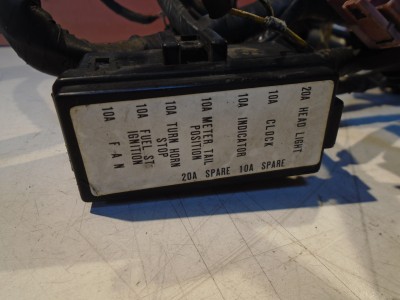 20A HEAD LIGHT
10A CLOCK
10A INDICATOR
10A METER TAIL
POSITION
10A TURN HORN
STOP
10A FUEL ST
IGNITION
10A FAN
20A SPARE 10A SPARE